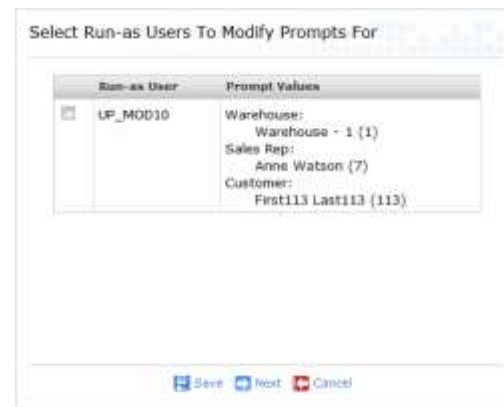 Select Run-as Users To Modify Prompts For
Run-as User Prompt Values
UP_MOD10 Warehouse:
Warehouse - 1 (1)
Sales Rep:
Anne Watson (7)
Customer:
First113 Last113 (113)
Save Next Cancel